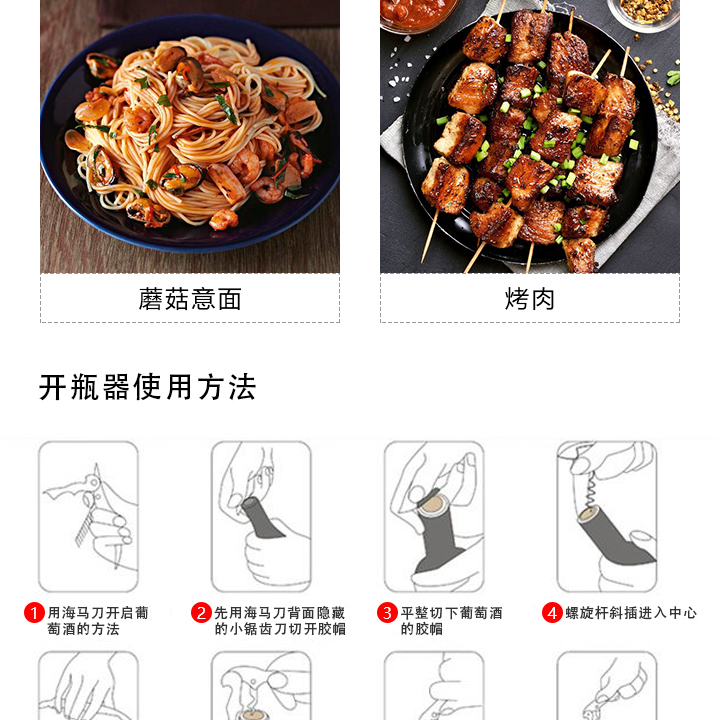 蘑菇意面
烤肉
开瓶器使用方法
1 用海马刀开启葡
萄酒的方法
2 先用海马刀背面隐藏
的小锯齿刀切开胶帽
3 平整切下葡萄酒
的胶帽
4 螺旋杆斜插进入中心